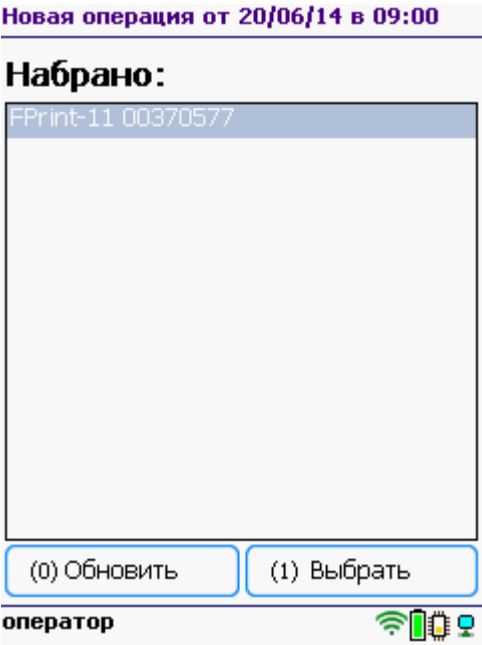 Новая операция от 20/06/14 в 09:00
Набрано:
FPrint-11 00370577
(0) Обновить
(1) Выбрать
оператор